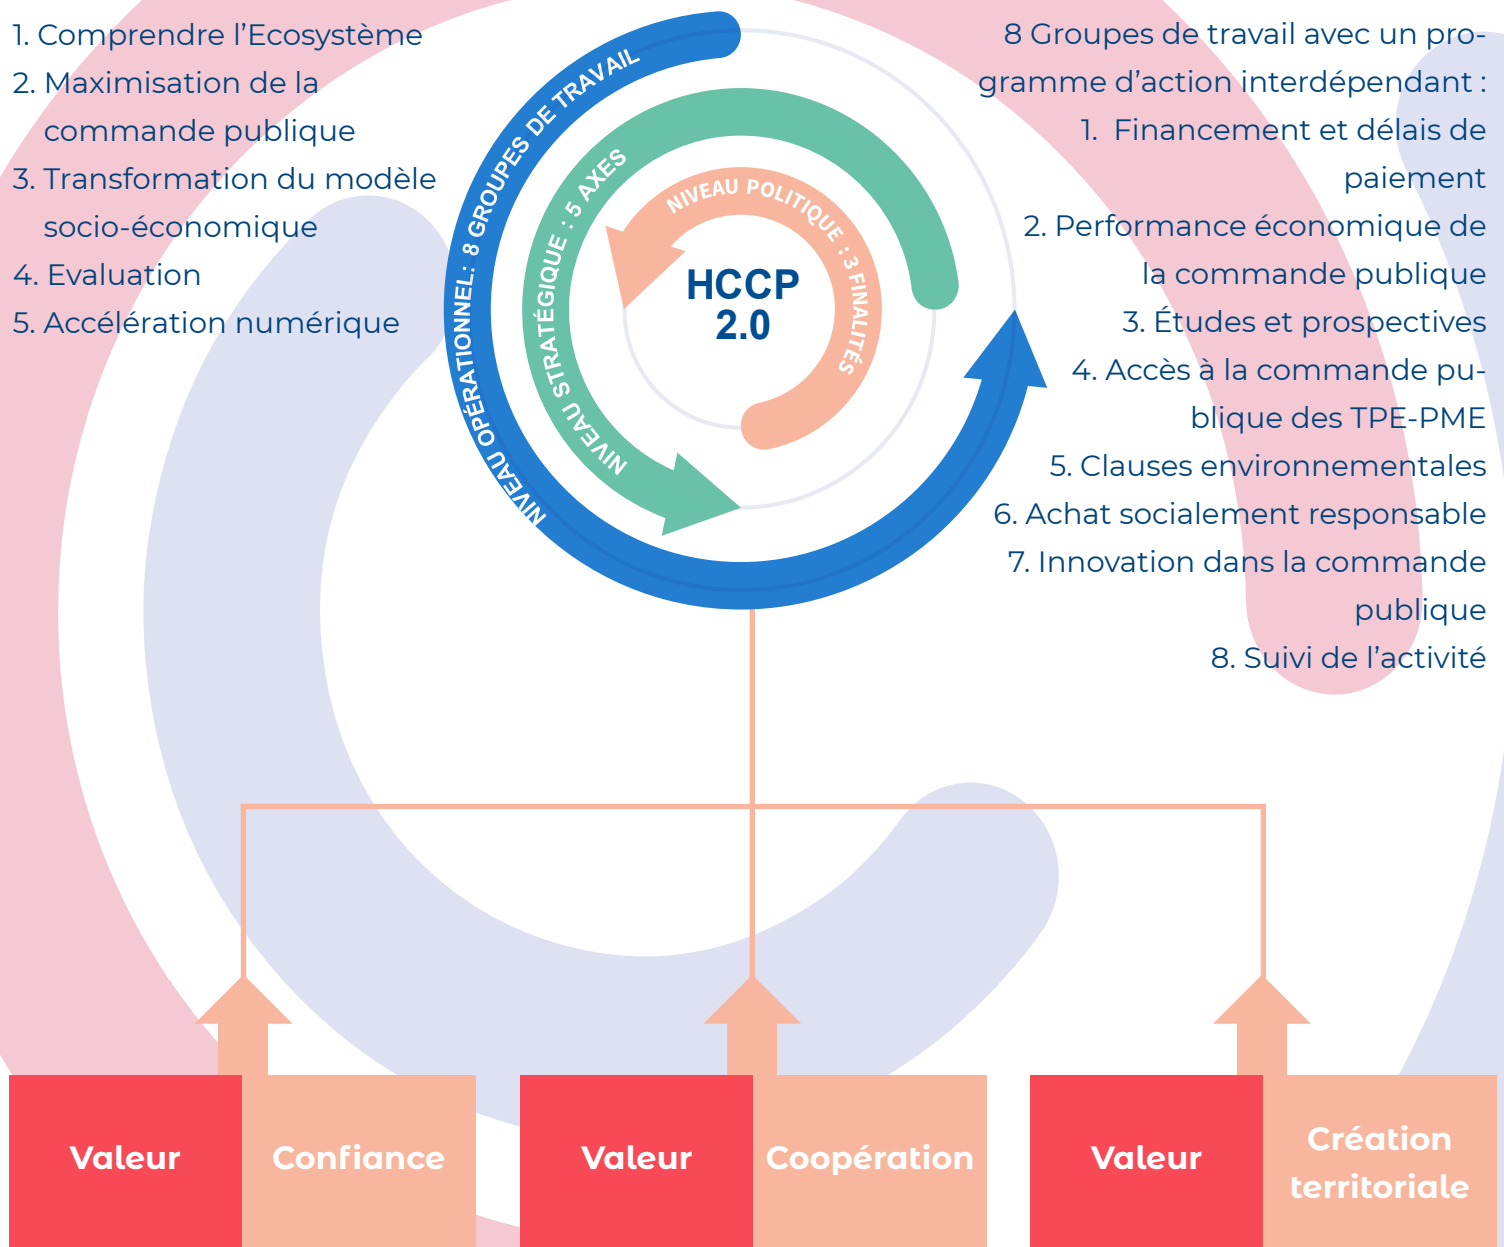 1. Comprendre l’Ecosystème
2. Maximisation de la
commande publique
3. Transformation du modèle
socio-économique
4. Evaluation
5. Accélération numérique
NIVEAU OPÉRATIONNEL: 8 GROUPES DE TRAVAIL
NIVEAU STRATÉGIQUE : 5 AXES
NIVEAU POLITIQUE : 3 FINALITÉS
HCCP
2.0
8 Groupes de travail avec un pro-
gramme d’action interdépendant :
1. Financement et délais de
paiement
2. Performance économique de
la commande publique
3. Études et prospectives
4. Accès à la commande pu-
blique des TPE-PME
5. Clauses environnementales
6. Achat socialement responsable
7. Innovation dans la commande
publique
8. Suivi de l’activité
Valeur
Confiance
Valeur
Coopération
Valeur
Création
territoriale